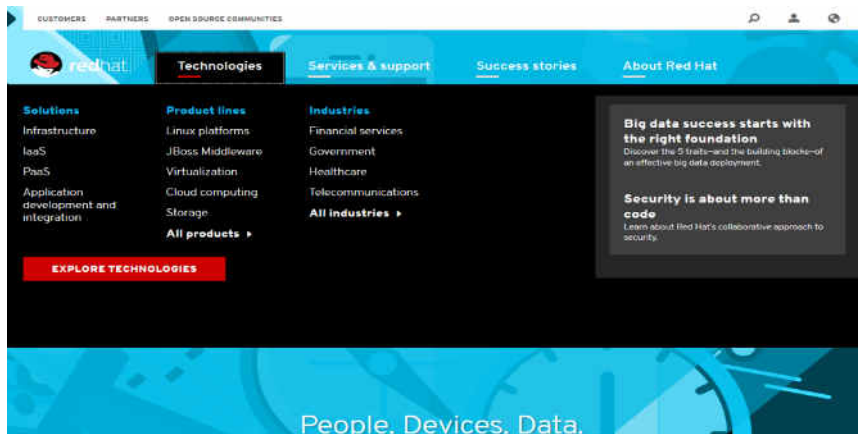 CUSTOMERS PARTNERS OPEN SOURCE COMMUNITIES
redhat.
Technologies
Services & support
Success stories
About Red Hat
Solutions
Infrastructure
IaaS
PaaS
Application
development and
integration
Product lines
Linux platforms
JBoss Middleware
Virtualization
Cloud computing
Storage
All products
Industries
Financial services
Government
Healthcare
Telecommunications
All industries
EXPLORE TECHNOLOGIES
Big data success starts with
the right foundation
Discover the 5 traits—and the building blocks—of
an effective big data deployment.
Security is about more than
code
Learn about Red Hat's collaborative approach to
security.
People. Devices. Data.